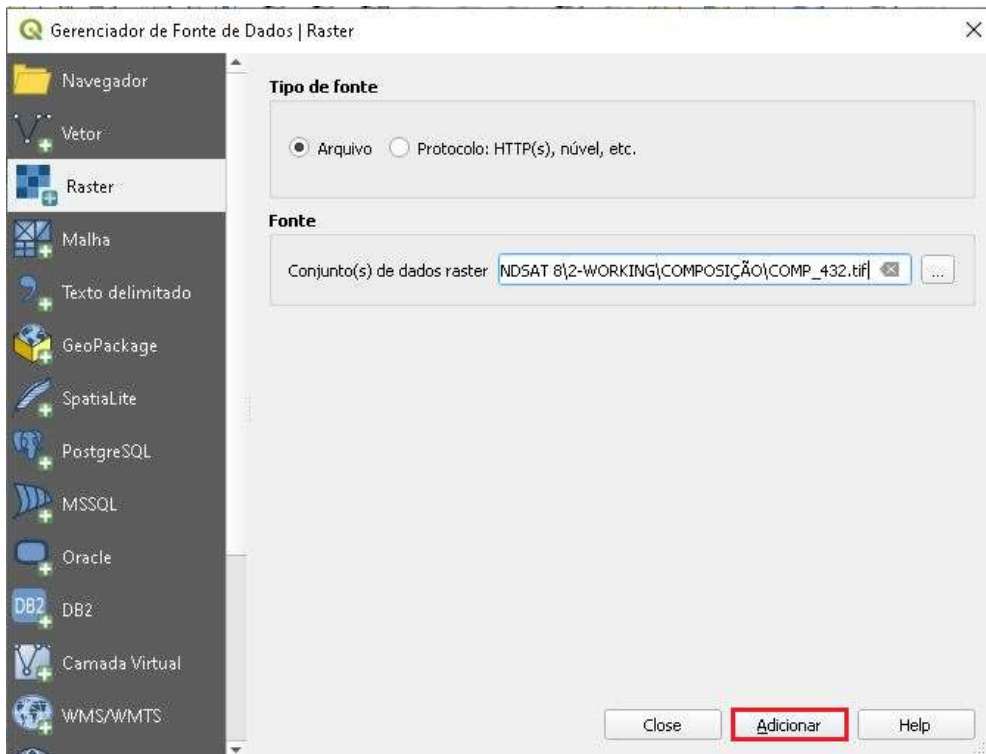 Gerenciador de Fonte de Dados | Raster
Navegador
Vetor
Raster
Malha
Texto delimitado
GeoPackage
SpatiaLite
PostgreSQL
MSSQL
Oracle
DB2
DB2
Camada Virtual
WMS/WMTS
Tipo de fonte
Arquivo
Protocolo: HTTP(s), núvel, etc.
Fonte
Conjunto(s) de dados raster
NDSAT 8\2-WORKING\COMPOSIÇÃO\COMP_432.tif
...
Close
Adicionar
Help